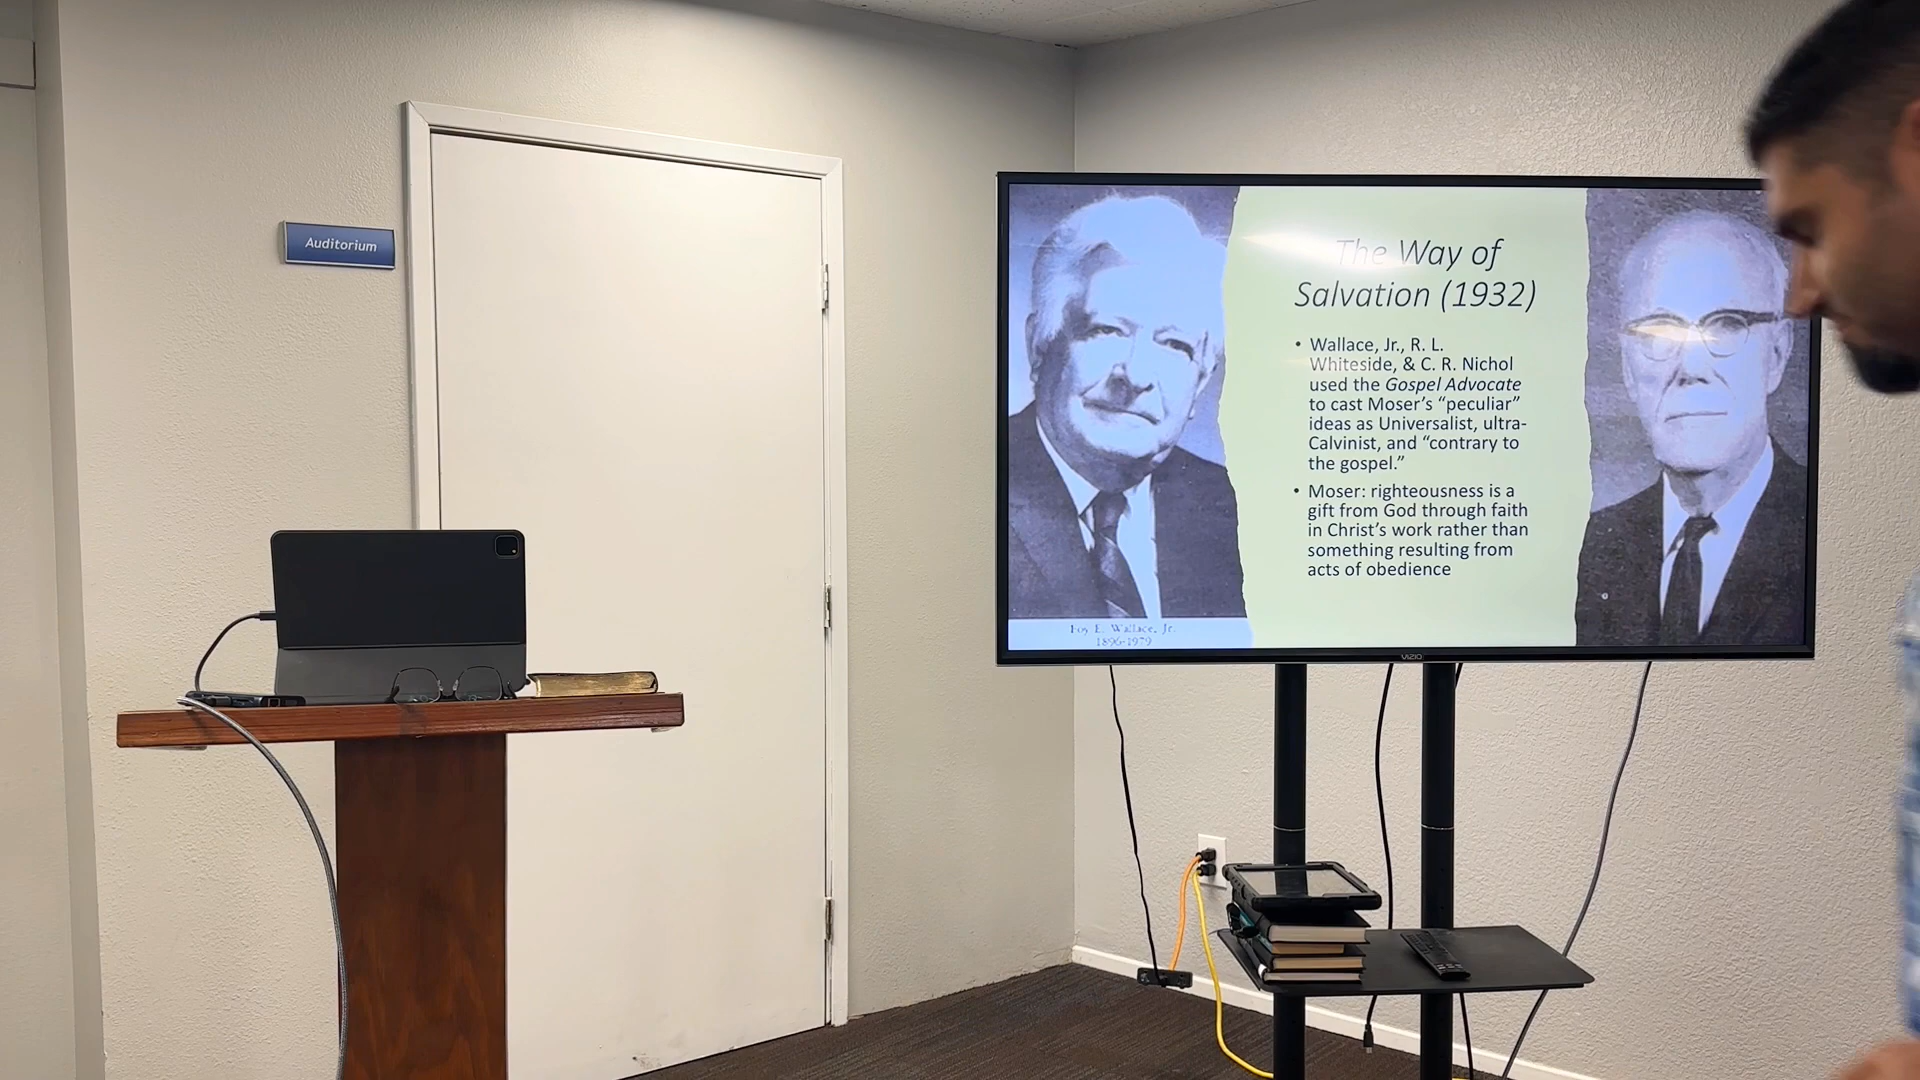 Auditorium
The Way of
Salvation (1932)
• Wallace, Jr., R. L.
Whiteside, & C. R. Nichol
used the Gospel Advocate
to cast Moser’s “peculiar”
ideas as Universalist, ultra-
Calvinist, and “contrary to
the gospel.”
• Moser: righteousness is a
gift from God through faith
in Christ’s work rather than
something resulting from
acts of obedience
Foy E. Wallace, Jr.
1896-1979
VIZIO